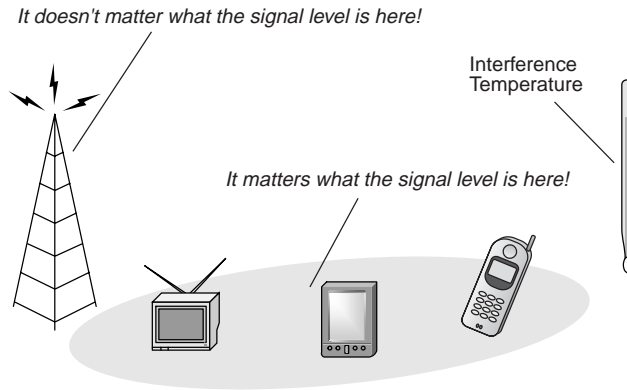 It doesn't matter what the signal level is here!
Interference
Temperature
It matters what the signal level is here!